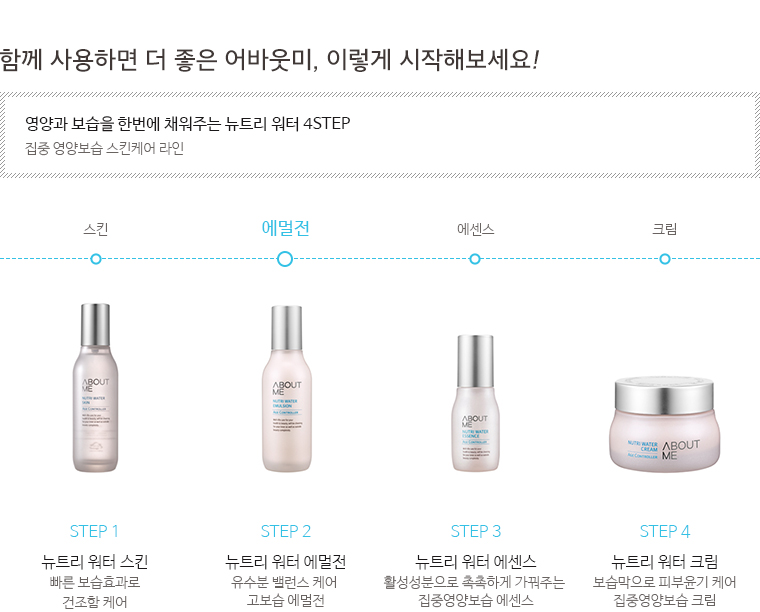 함께 사용하면 더 좋은 어바웃미, 이렇게 시작해보세요!
영양과 보습을 한번에 채워주는 뉴트리 워터 4STEP
집중 영양보습 스킨케어 라인
스킨
에멀전
에센스
크림
ABOUT
ME
NUTRI WATER
SKIN
ABOUT
ME
NUTRI WATER
EMULSION
ABOUT
ME
NUTRI WATER
ESSENCE
NUTRI WATER
CREAM
ABOUT
ME
STEP 1
뉴트리 워터 스킨
빠른 보습효과로
건조함 케어
STEP 2
뉴트리 워터 에멀전
유수분 밸런스 케어
고보습 에멀전
STEP 3
뉴트리 워터 에센스
활성성분으로 촉촉하게 가꿔주는
집중영양보습 에센스
STEP 4
뉴트리 워터 크림
보습막으로 피부윤기 케어
집중영양보습 크림